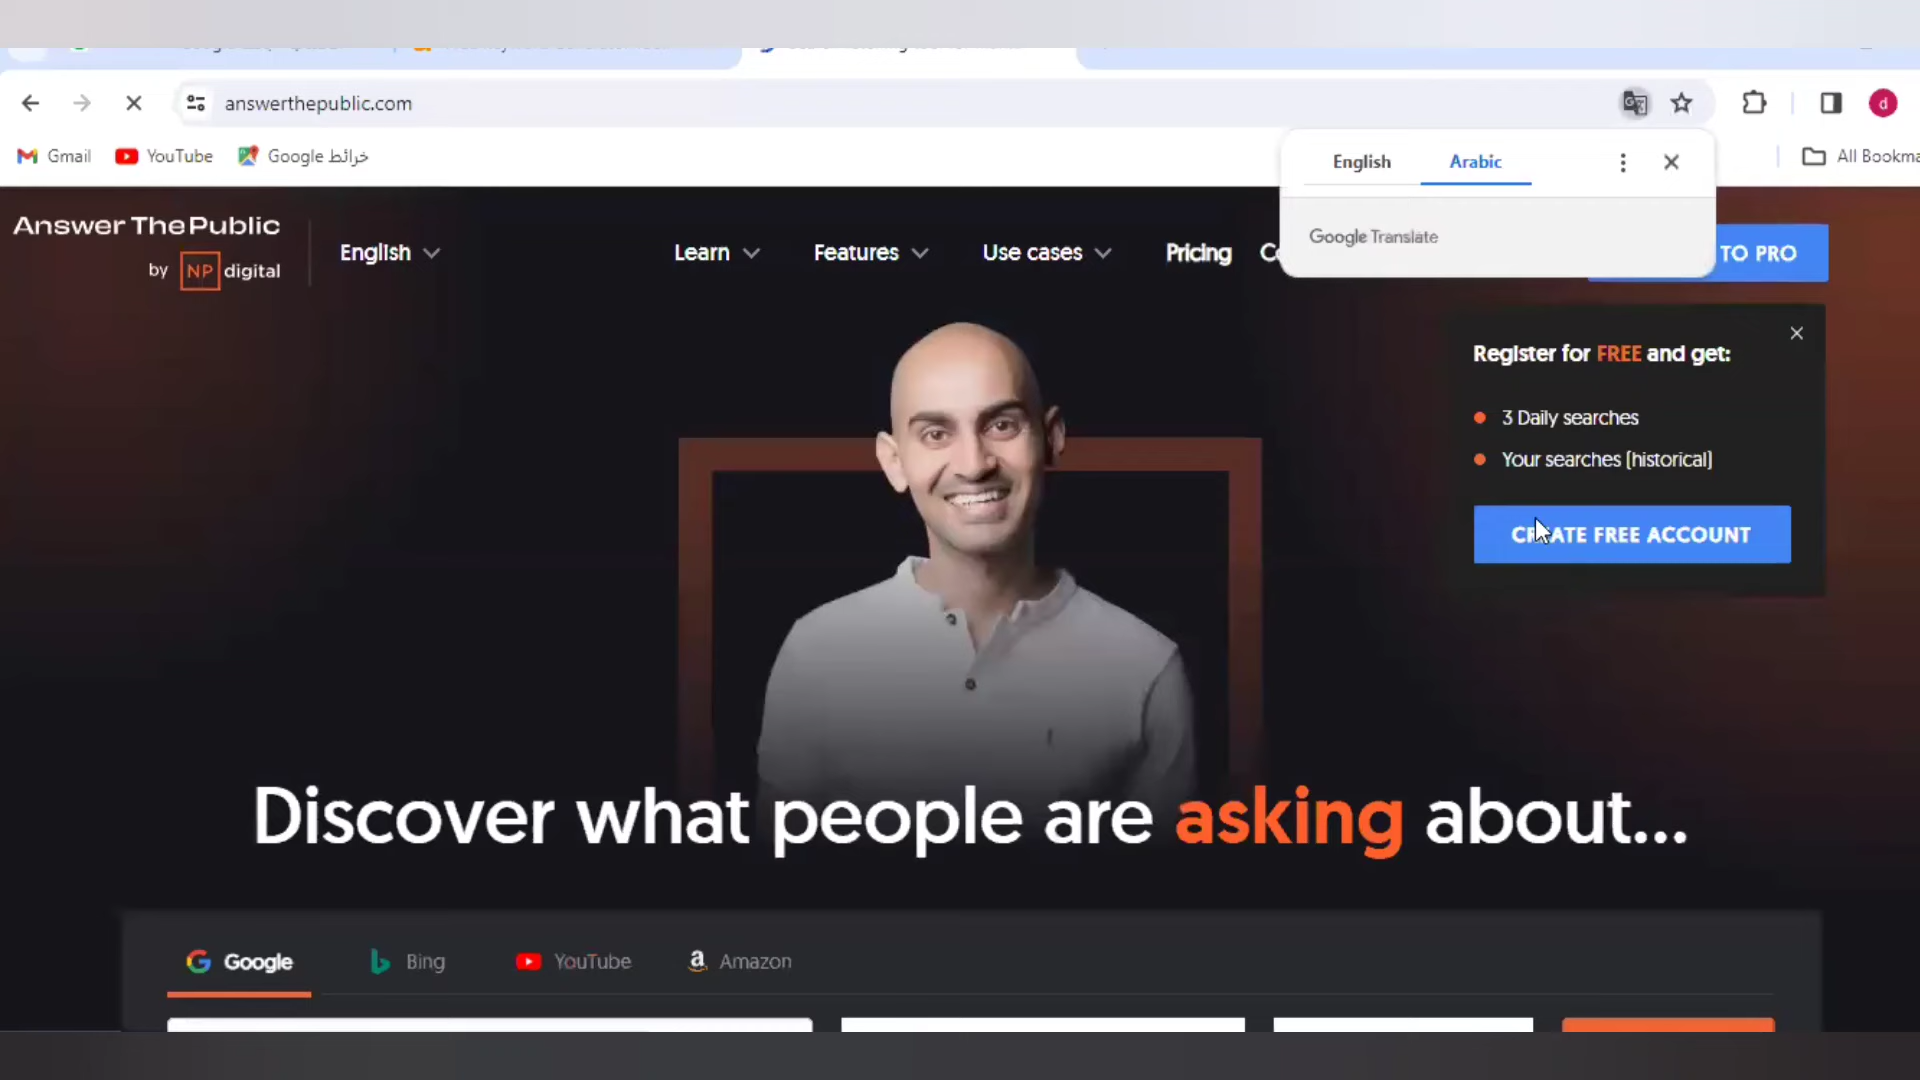 answerthepublic.com
Gmail
YouTube
Google خرائط
All Bookma
English
Arabic
Google Translate
Answer The Public
by NP digital
English
Learn
Features
Use cases
Pricing
TO PRO
Register for FREE and get:
3 Daily searches
Your searches (historical)
CREATE FREE ACCOUNT
Discover what people are asking about...
Google
Bing
YouTube
Amazon